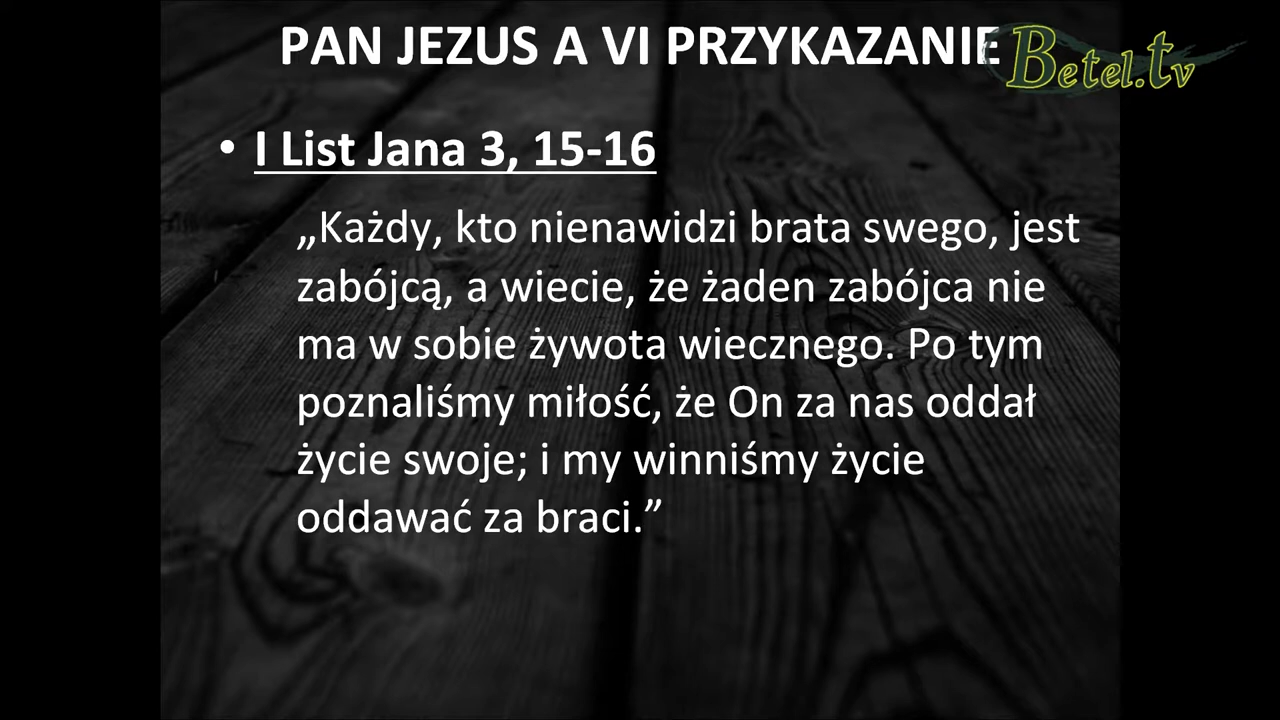 PAN JEZUS A VI PRZYKAZANIE
Betel.tv
• I List Jana 3, 15-16
„Każdy, kto nienawidzi brata swego, jest
zabójcą, a wiecie, że żaden zabójca nie
ma w sobie żywota wiecznego. Po tym
poznaliśmy miłość, że On za nas oddał
życie swoje; i my winniśmy życie
oddawać za braci.”